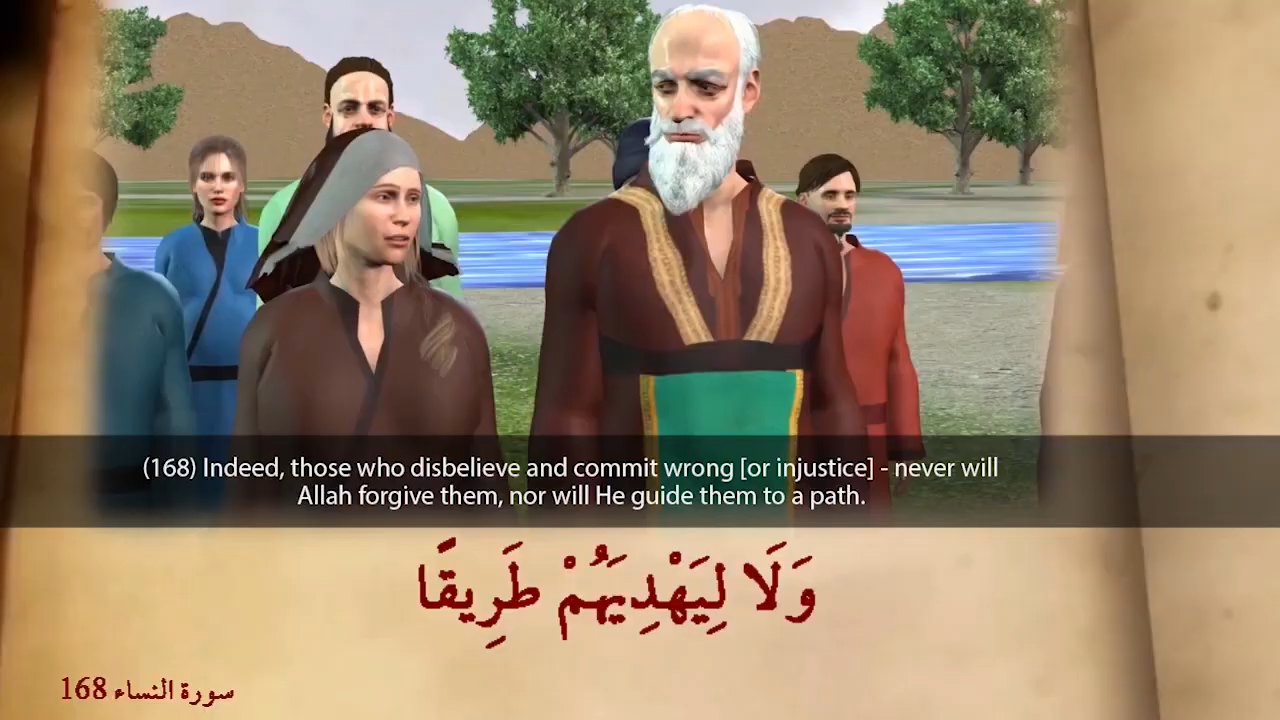 (168) Indeed, those who disbelieve and commit wrong [or injustice] - never will
Allah forgive them, nor will He guide them to a path.
وَلَا لِيَهْدِيَهُمْ طَرِيقًا
سورة النساء 168